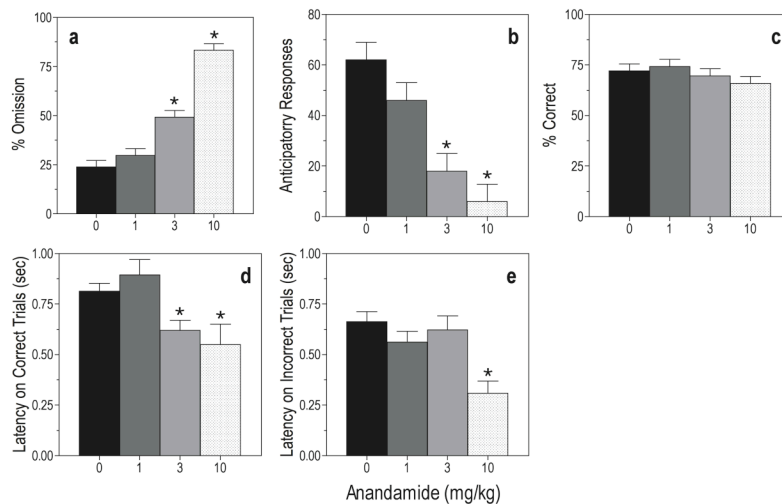 a
% Omission
100
75
50
25
0
*
*
0 1 3 10
b
Anticipatorry Responses
80
60
40
20
0
*
*
0 1 3 10
c
% Correct
100
75
50
25
0
0 1 3 10
d
Latency on Correct Trials (sec)
1.00
0.75
0.50
0.25
0.00
* *
0 1 3 10
e
Latency on Incorrect Trials (sec)
1.00
0.75
0.50
0.25
0.00
*
0 1 3 10
Anandamide (mg/kg)